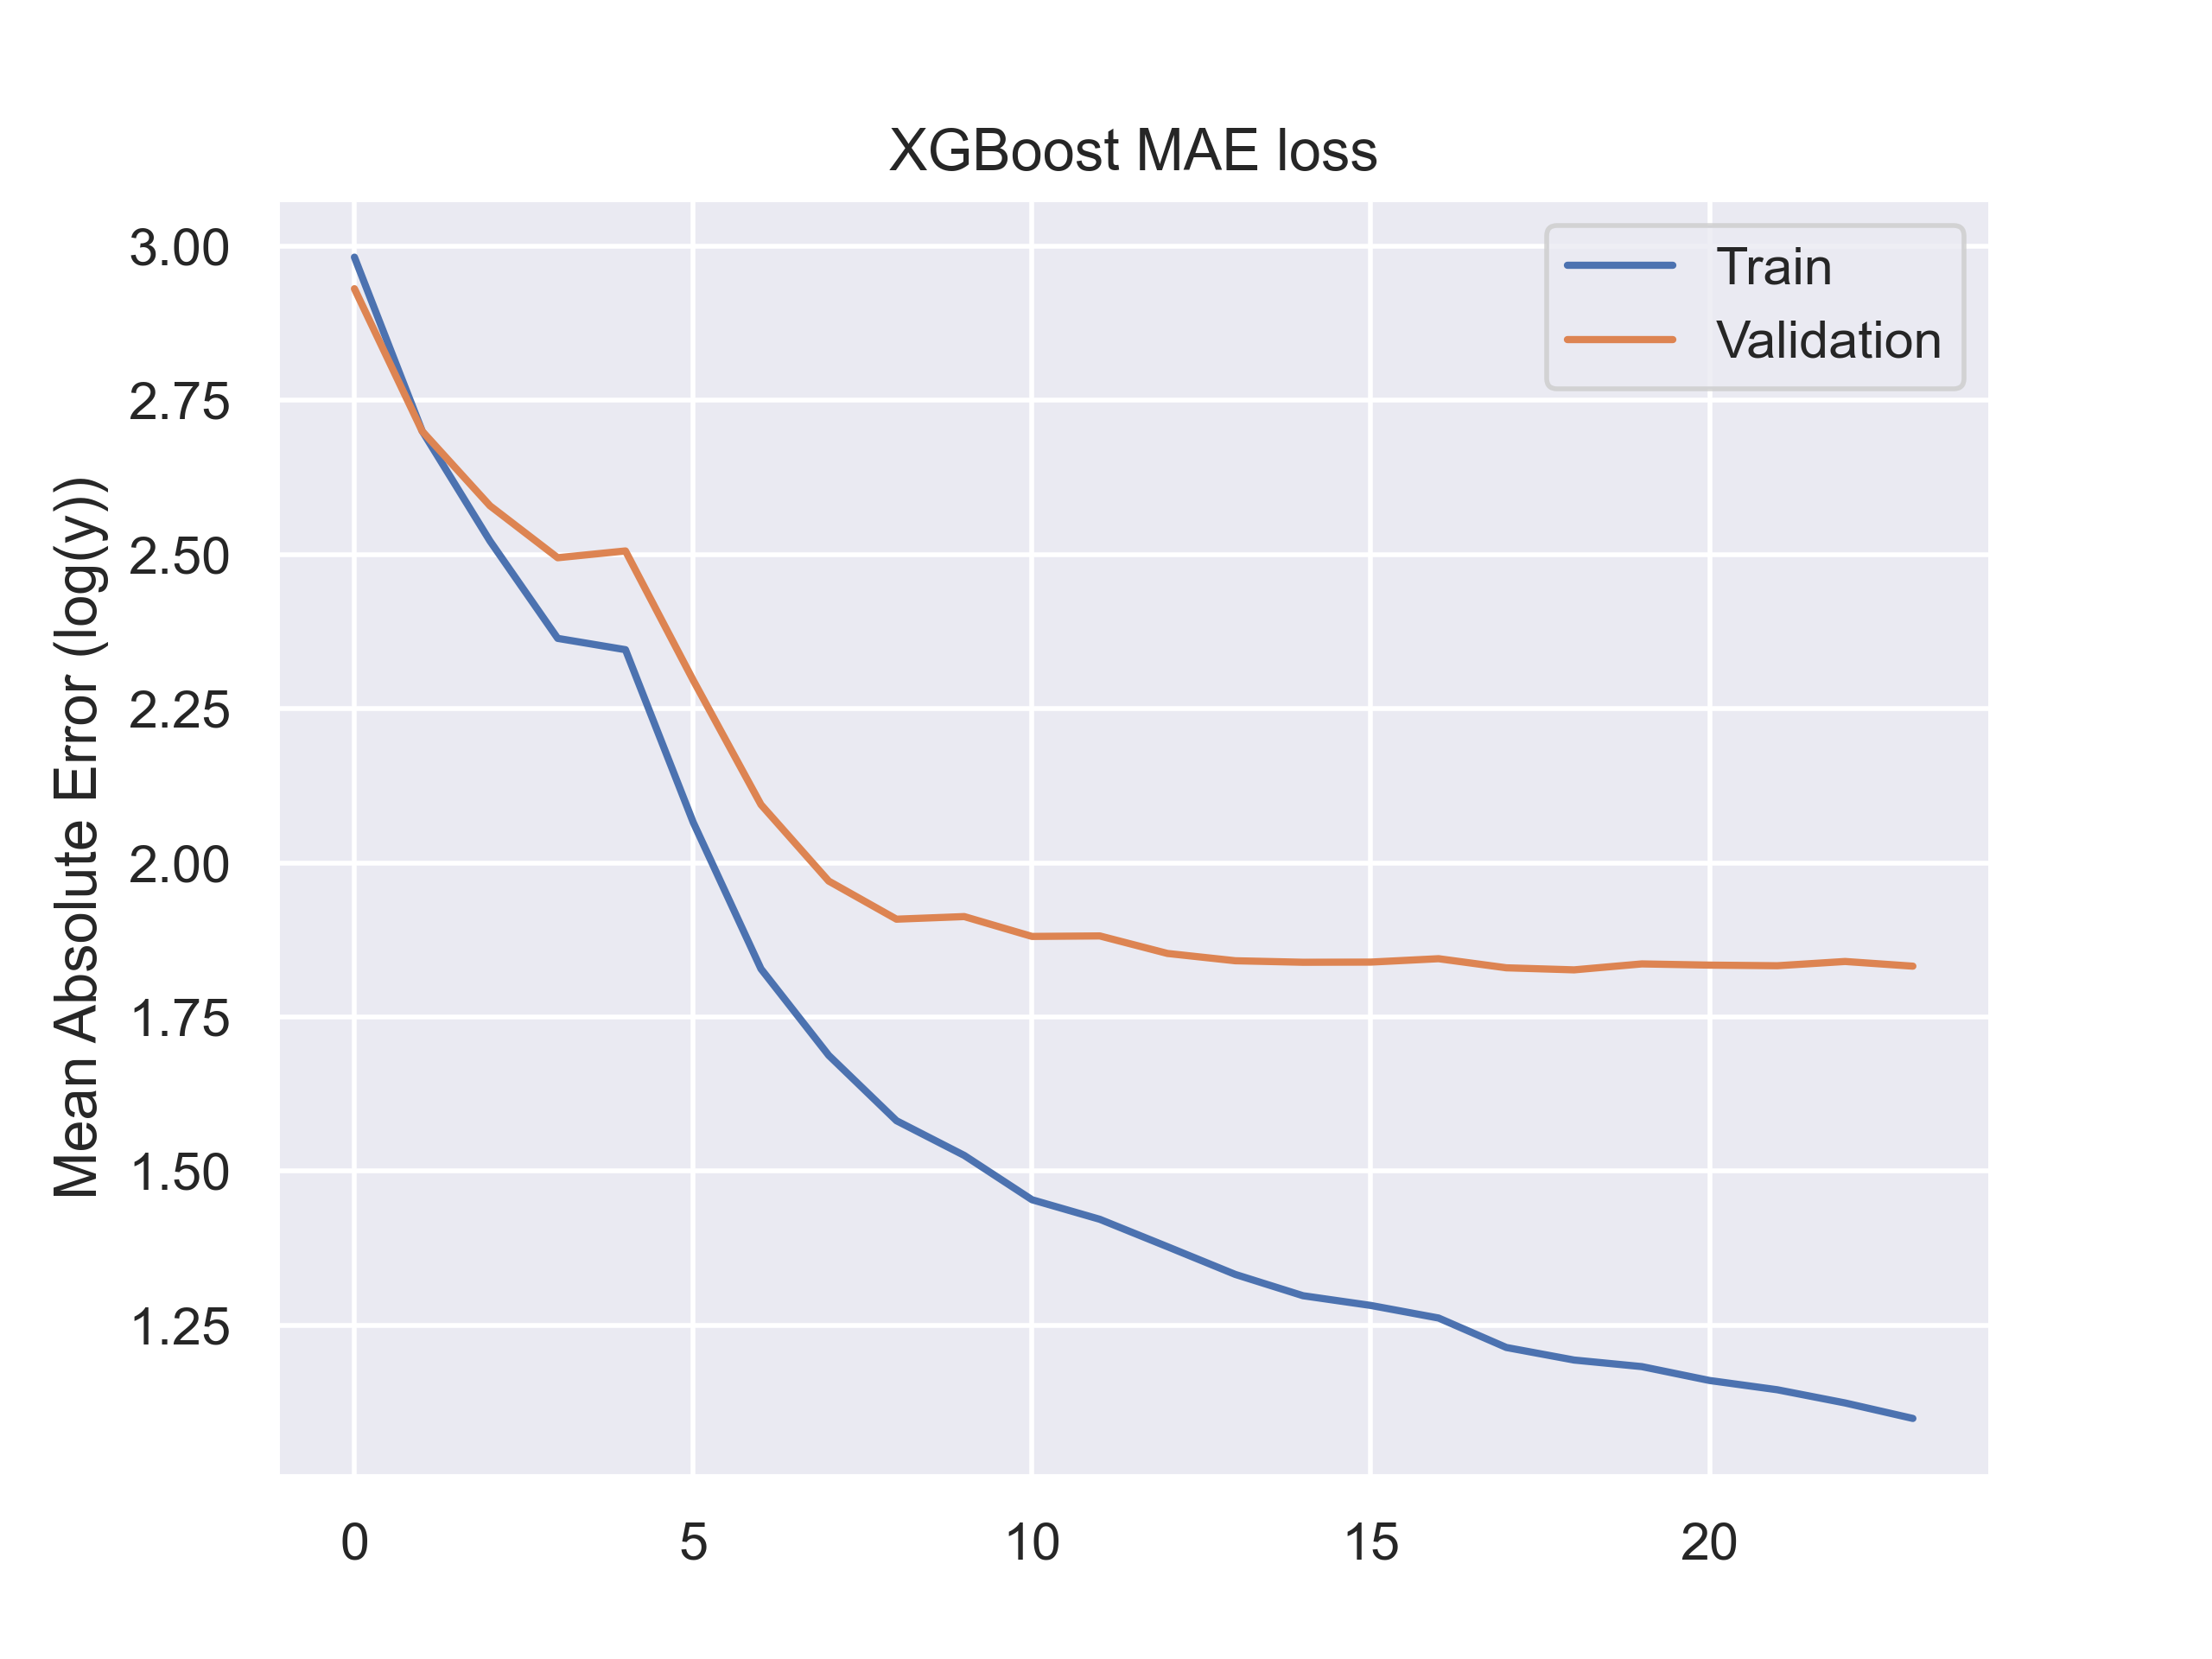 XGBoost MAE loss
Train
Validation
Mean Absolute Error (log(y)))
3.00
2.75
2.50
2.25
2.00
1.75
1.50
1.25
0 5 10 15 20